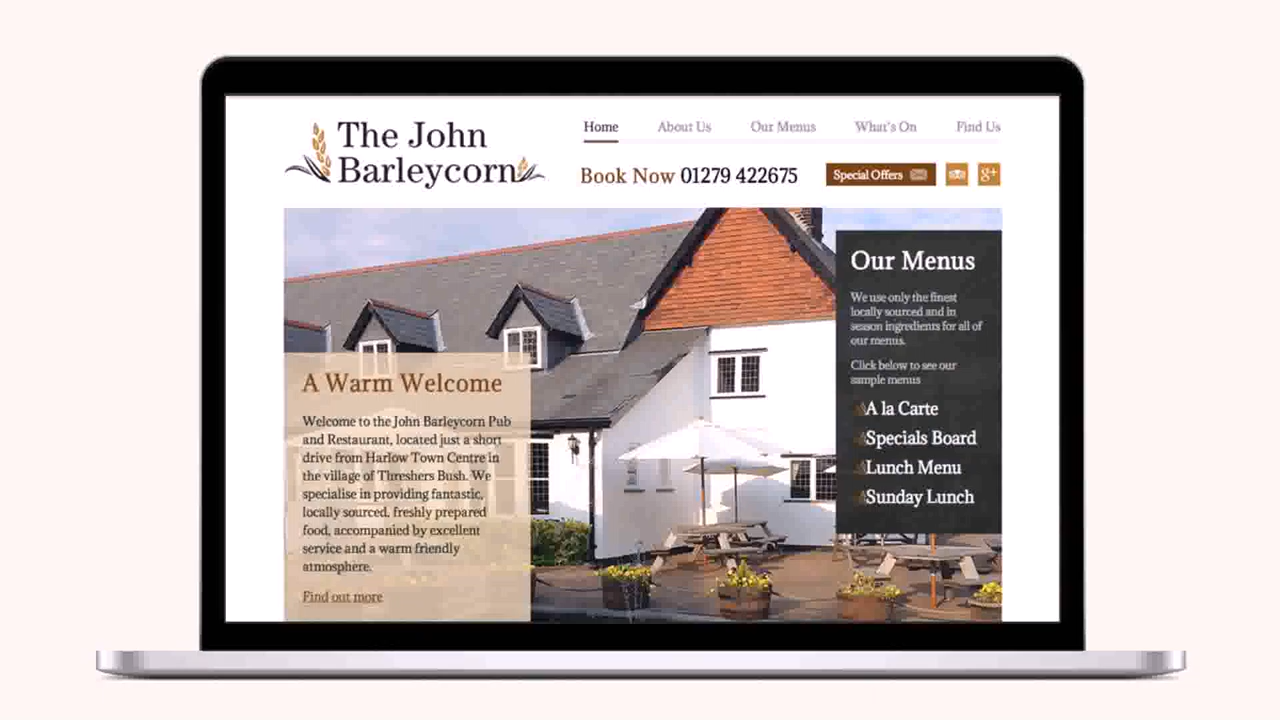 The John
Barleycorn
Home About Us Our Menus What's On Find Us
Book Now 01279 422675
Special Offers
g+
A Warm Welcome
Welcome to the John Barleycorn Pub
and Restaurant, located just a short
drive from Harlow Town Centre in
the village of Threshers Bush. We
specialise in providing fantastic,
locally sourced, freshly prepared
food, accompanied by excellent
service and a warm friendly
atmosphere.
Find out more
Our Menus
We use only the finest
locally sourced and in
season ingredients for all of
our menus.
Click below to see our
sample menus
A la Carte
Specials Board
Lunch Menu
Sunday Lunch